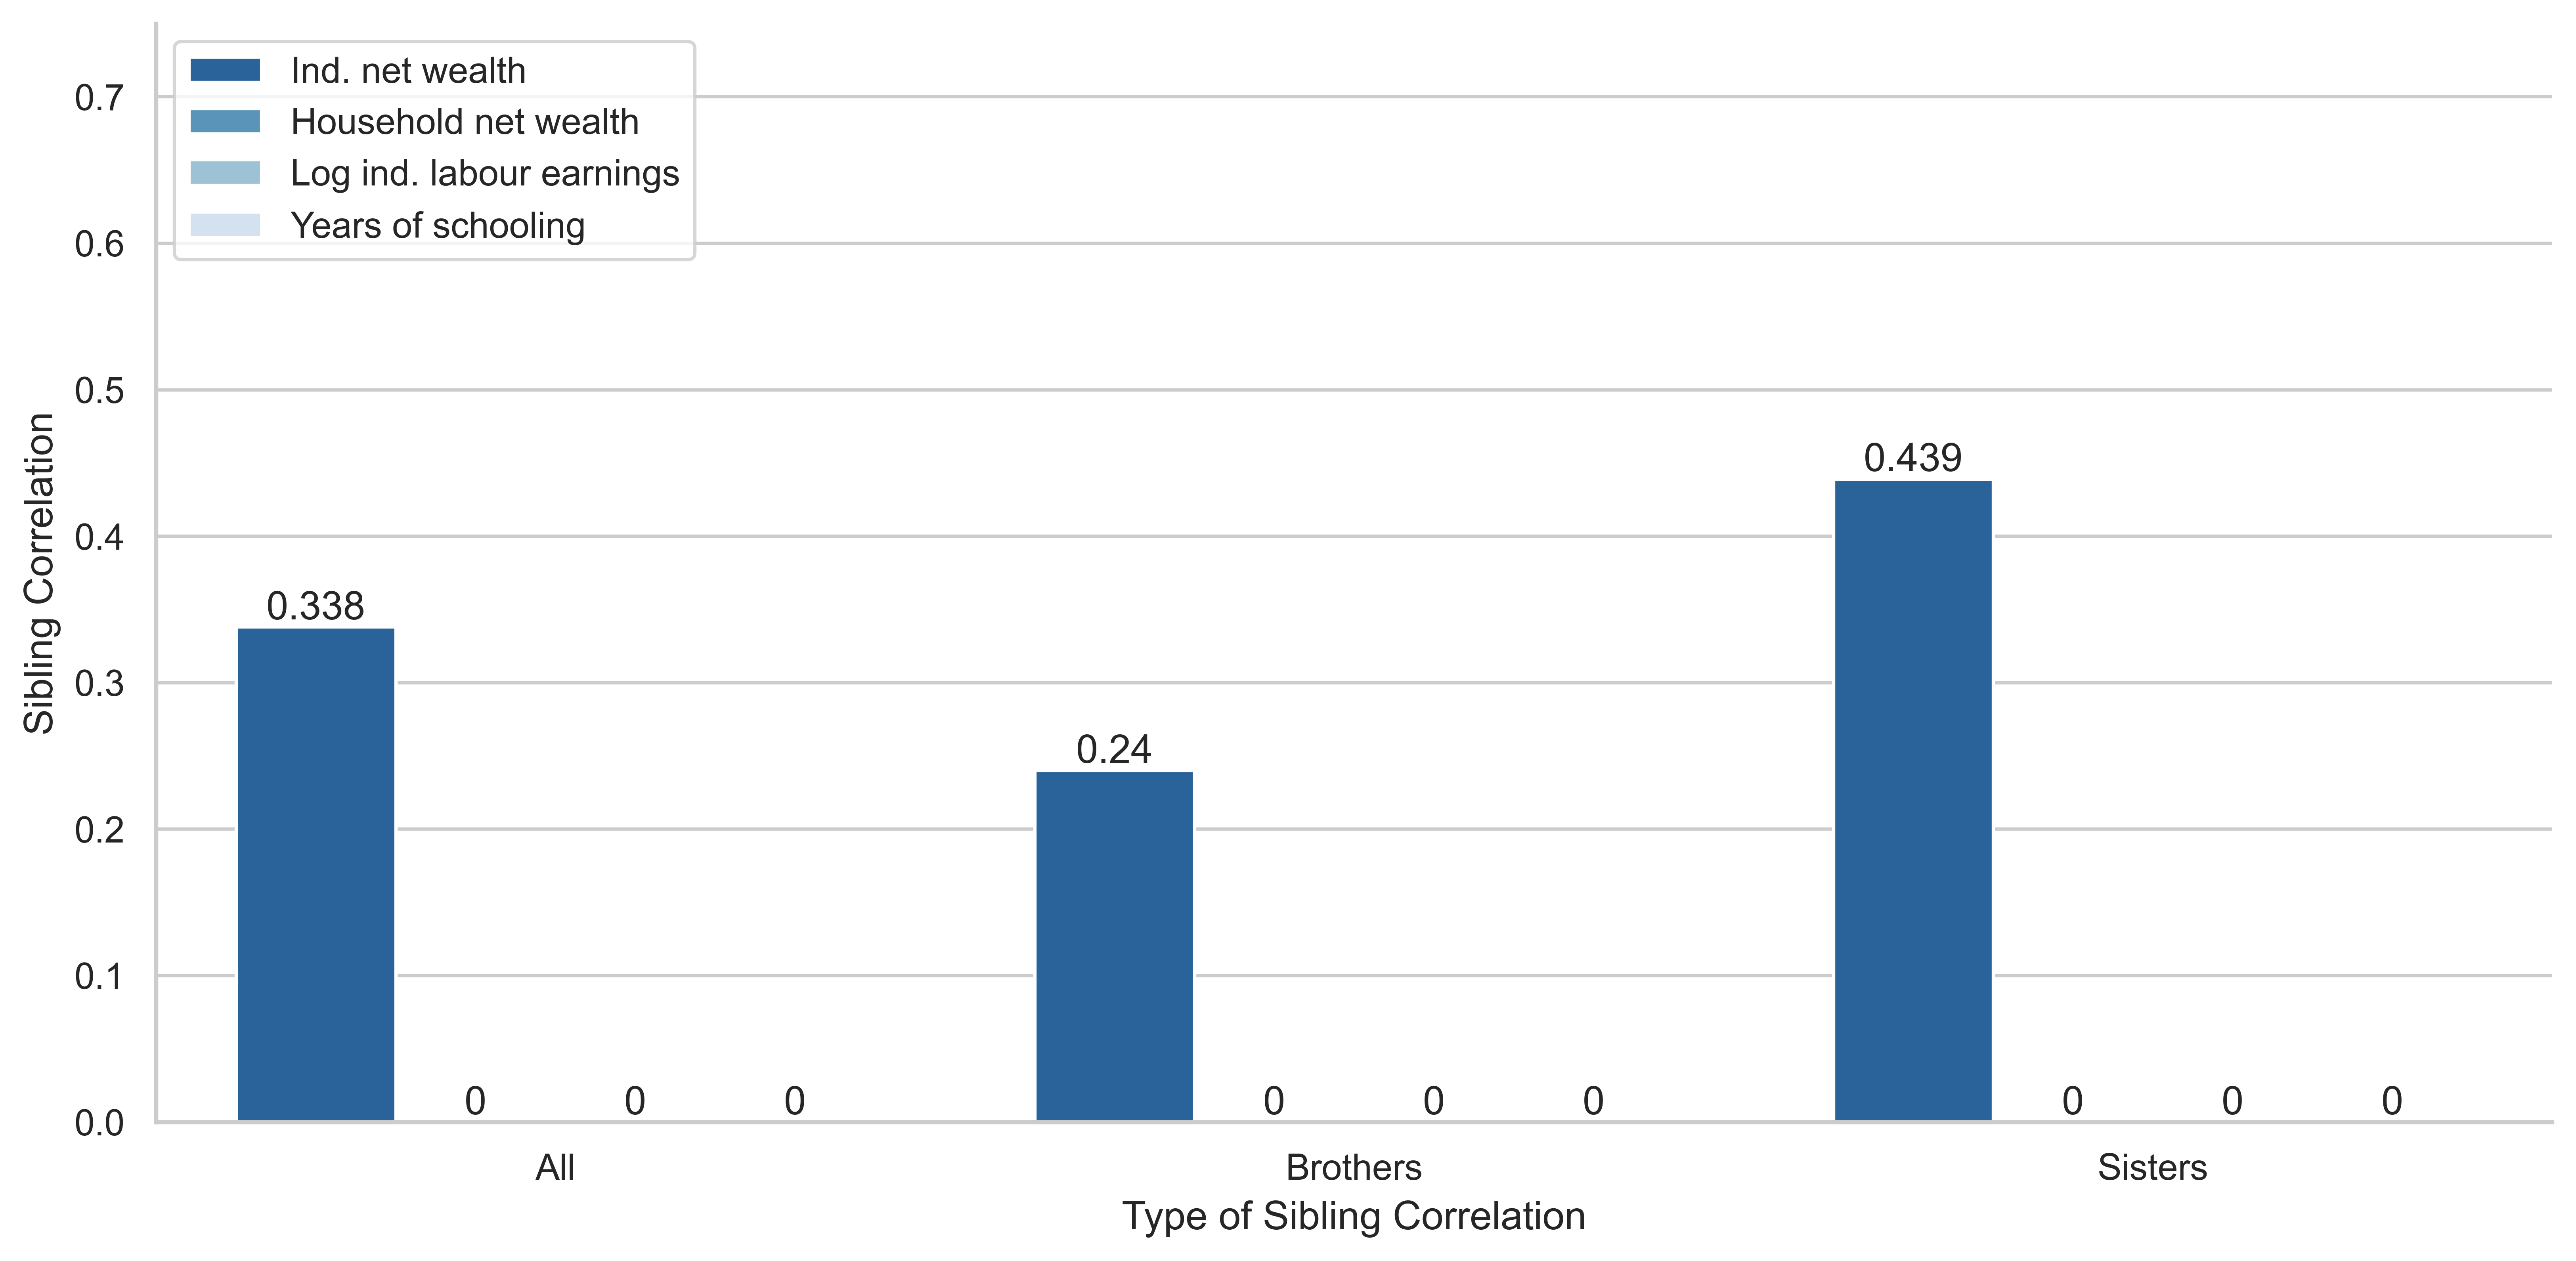 Ind. net wealth
Household net wealth
Log ind. labour earnings
Years of schooling
0.7
0.6
0.5
0.4
0.3
0.2
0.1
0.0
Sibling Correlation
0.338
0
0
0
0.24
0
0
0
0.439
0
0
0
All
Brothers
Sisters
Type of Sibling Correlation